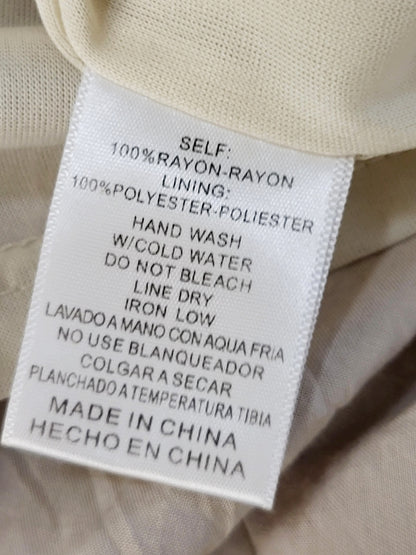 SELF:
100%RAYON-RAYON
LINING:
100%POLYESTER-POLIESTER
HAND WASH
W/COLD WATER
DO NOT BLEACH
LINE DRY
IRON LOW
LAVADO A MANO CON AQUA FRIA
NO USE BLANQUEADOR
COLGAR A SECAR
PLANCHADO A TEMPERATURA TIBIA
MADE IN CHINA
HECHO EN CHINA